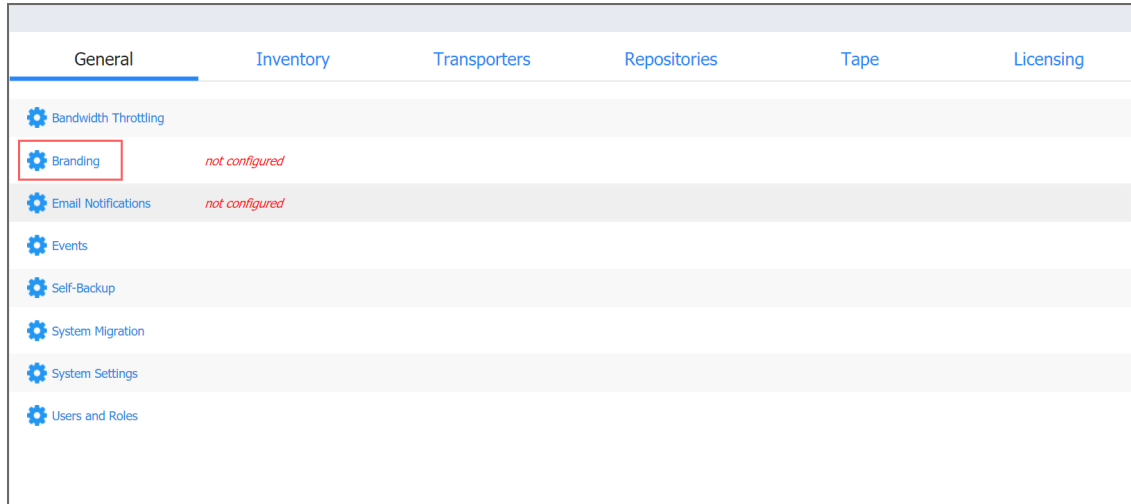 General Inventory Transporters Repositories Tape Licensing
Bandwidth Throttling
Branding not configured
Email Notifications not configured
Events
Self-Backup
System Migration
System Settings
Users and Roles